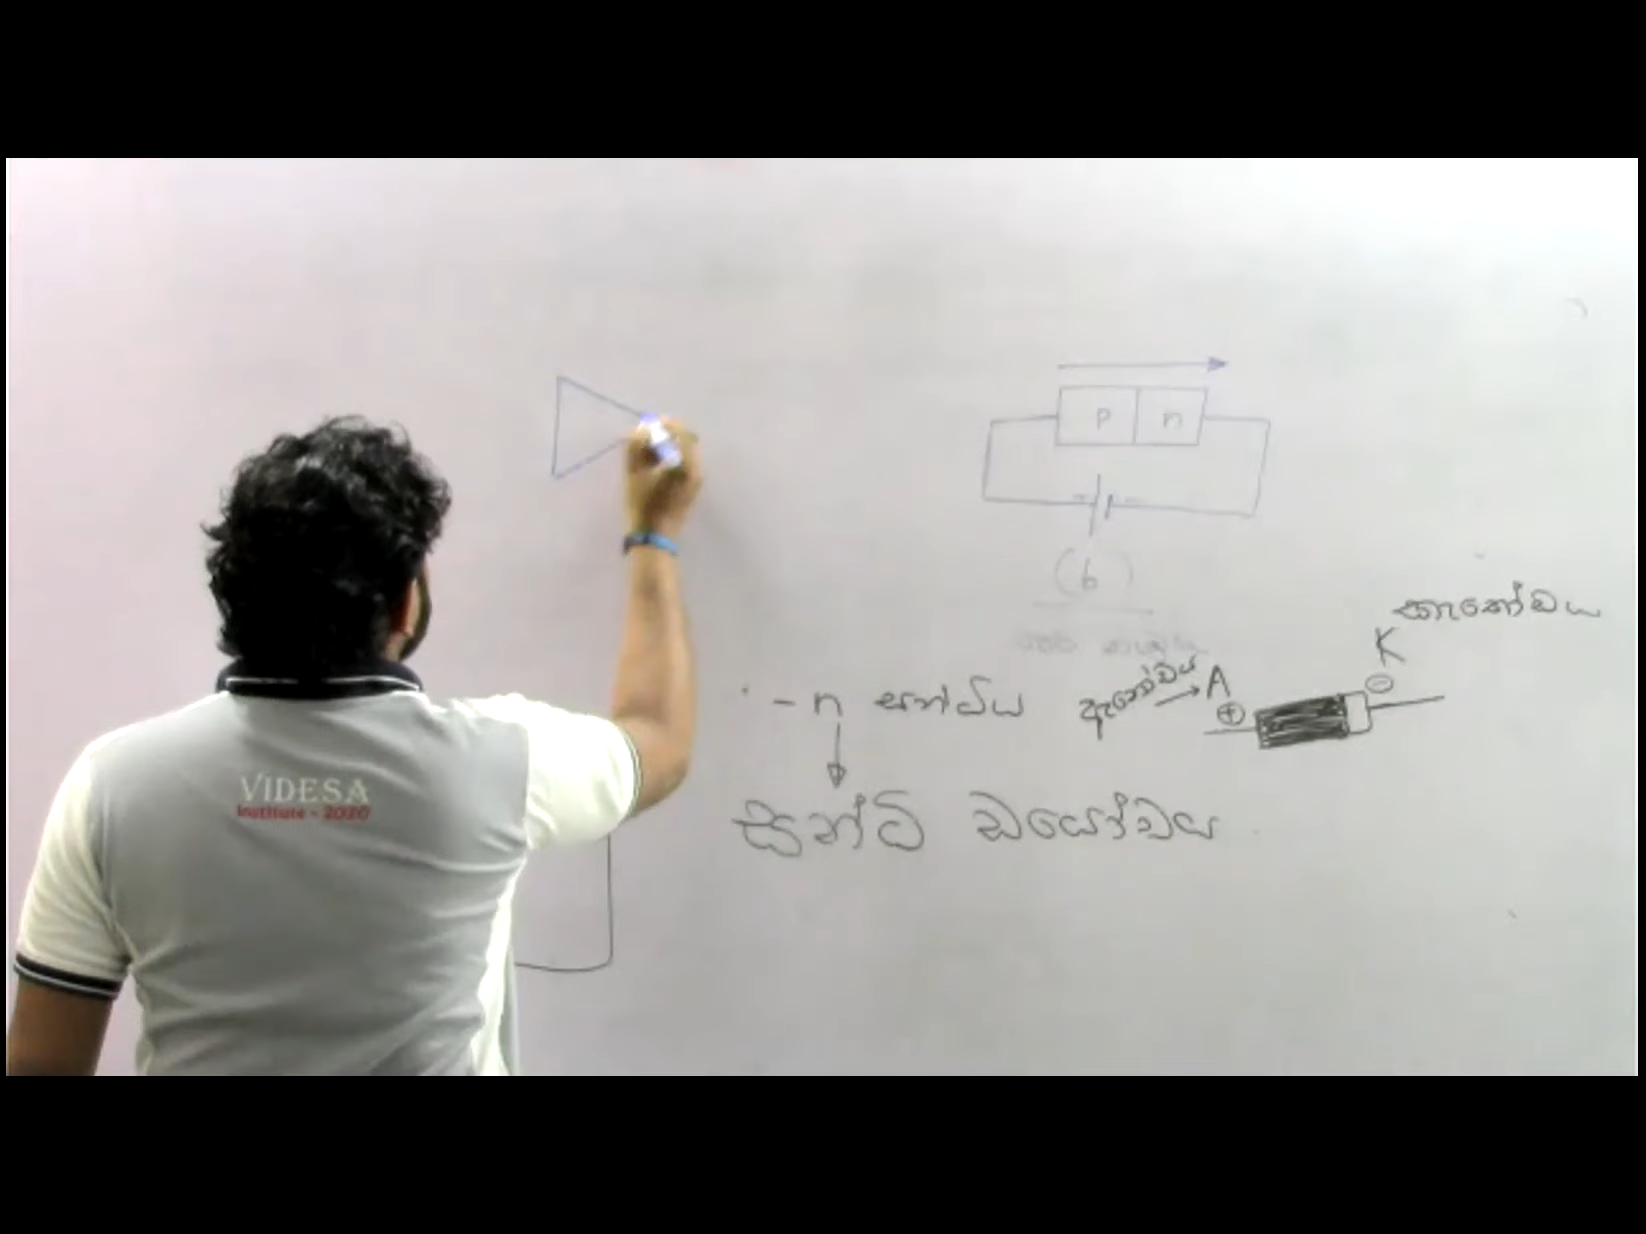 p n
(b)
කැතෝඩය
K
ඇනෝඩය → A
⊕ ⊖
- n සන්ධිය
සන්ධි ඩයෝඩය
VIDESA
Institute - 2020